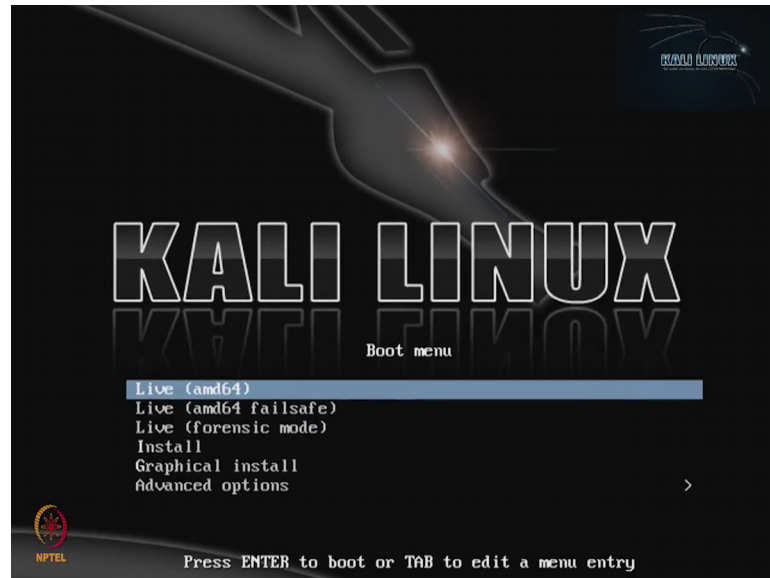 KALI LINUX
KALI LINUX
Boot menu
Live (amd64)
Live (amd64 failsafe)
Live (forensic mode)
Install
Graphical install
Advanced options >
NPTEL
Press ENTER to boot or TAB to edit a menu entry